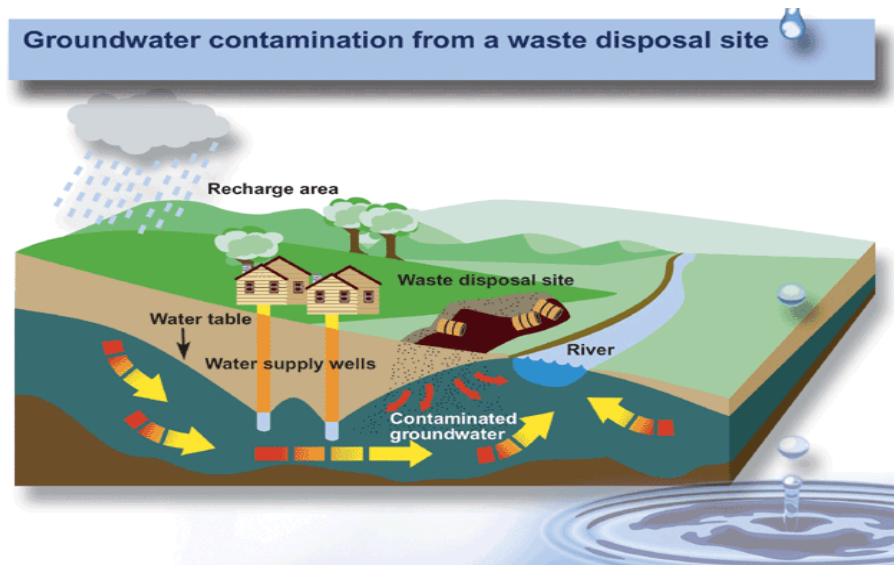 Groundwater contamination from a waste disposal site
Recharge area
Waste disposal site
Water table
River
Water supply wells
Contaminated
groundwater